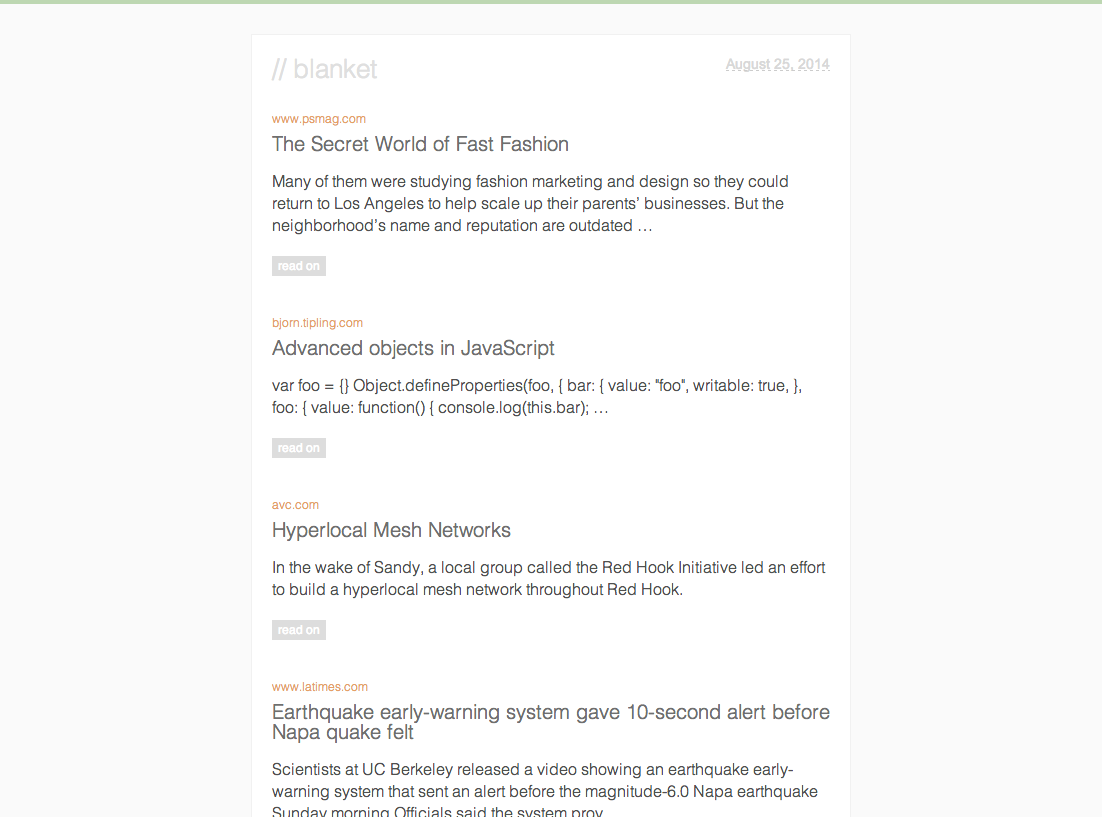 // blanket
August 25, 2014
www.psmag.com
The Secret World of Fast Fashion
Many of them were studying fashion marketing and design so they could
return to Los Angeles to help scale up their parents’ businesses. But the
neighborhood’s name and reputation are outdated …
read on
bjorn.tipling.com
Advanced objects in JavaScript
var foo = {} Object.defineProperties(foo, { bar: { value: "foo", writable: true, },
foo: { value: function() { console.log(this.bar); …
read on
avc.com
Hyperlocal Mesh Networks
In the wake of Sandy, a local group called the Red Hook Initiative led an effort
to build a hyperlocal mesh network throughout Red Hook.
read on
www.latimes.com
Earthquake early-warning system gave 10-second alert before
Napa quake felt
Scientists at UC Berkeley released a video showing an earthquake early-
warning system that sent an alert before the magnitude-6.0 Napa earthquake
Sunday morning Officials said the system prov